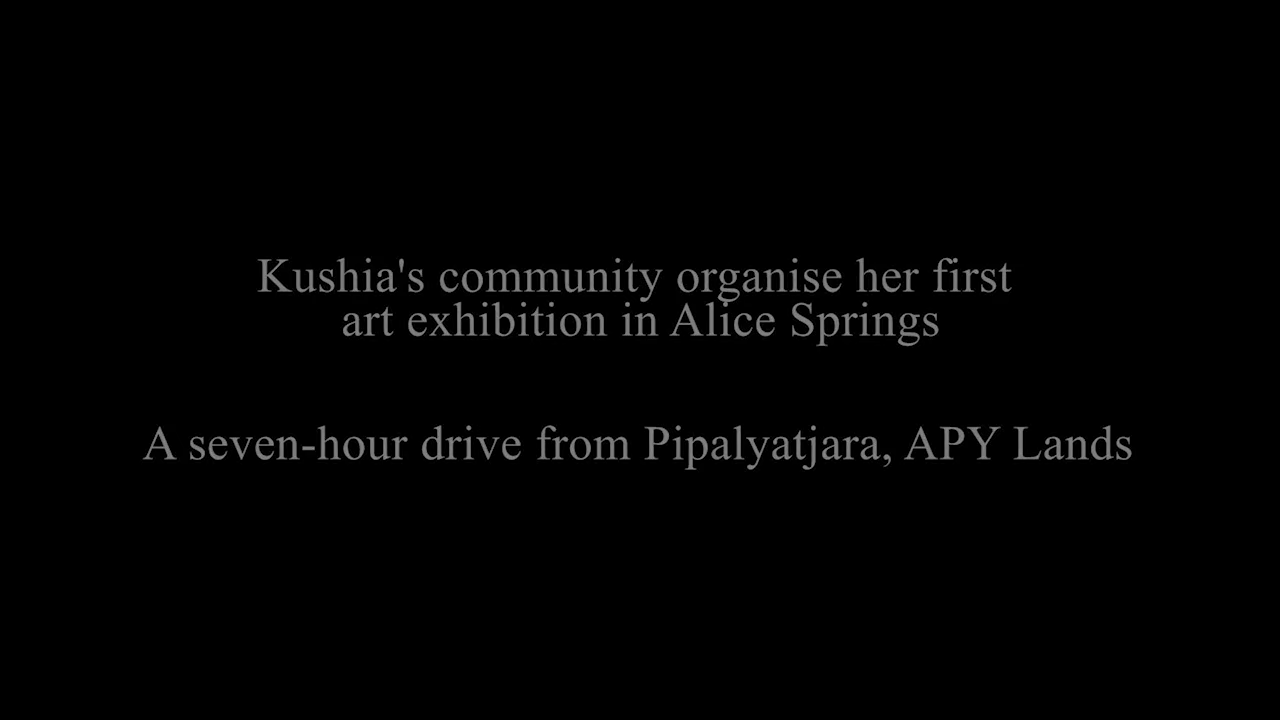 Kushia's community organise her first
art exhibition in Alice Springs
A seven-hour drive from Pipalyatjara, APY Lands